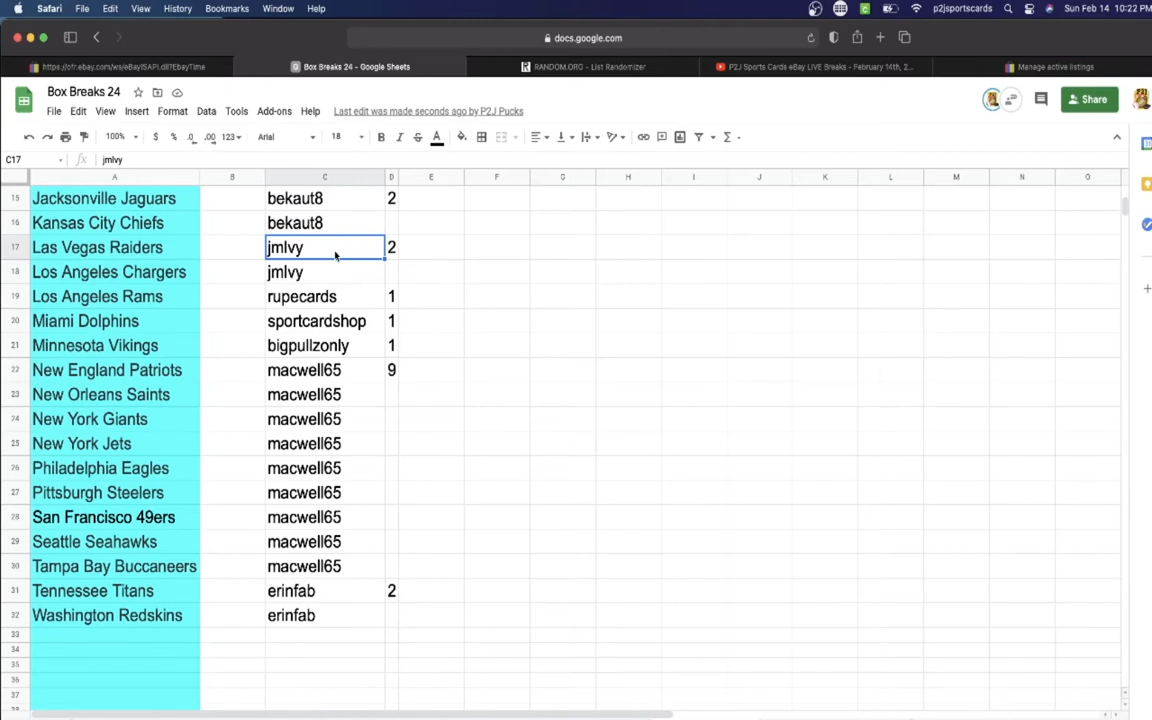 Safari File Edit View History Bookmarks Window Help p2jsportscards Sun Feb 14 10:22 PM
docs.google.com
https://ofr.ebay.com/ws/eBayISAPI.dll?EbayTime Box Breaks 24 - Google Sheets RANDOM.ORG - List Randomizer P2J Sports Cards eBay LIVE Breaks - February 14th, 2... Manage active listings
Box Breaks 24
File Edit View Insert Format Data Tools Add-ons Help Last edit was made seconds ago by P2J Pucks
Share
100% $ % .0 .00 123 Arial 18 B I S A
C17 fx jmlvy
A B C D E F G H I J K L M N O
15 Jacksonville Jaguars bekaut8 2
16 Kansas City Chiefs bekaut8
17 Las Vegas Raiders jmlvy 2
18 Los Angeles Chargers jmlvy
19 Los Angeles Rams rupecards 1
20 Miami Dolphins sportcardshop 1
21 Minnesota Vikings bigpullzonly 1
22 New England Patriots macwell65 9
23 New Orleans Saints macwell65
24 New York Giants macwell65
25 New York Jets macwell65
26 Philadelphia Eagles macwell65
27 Pittsburgh Steelers macwell65
28 San Francisco 49ers macwell65
29 Seattle Seahawks macwell65
30 Tampa Bay Buccaneers macwell65
31 Tennessee Titans erinfab 2
32 Washington Redskins erinfab
33
34
35
36
37